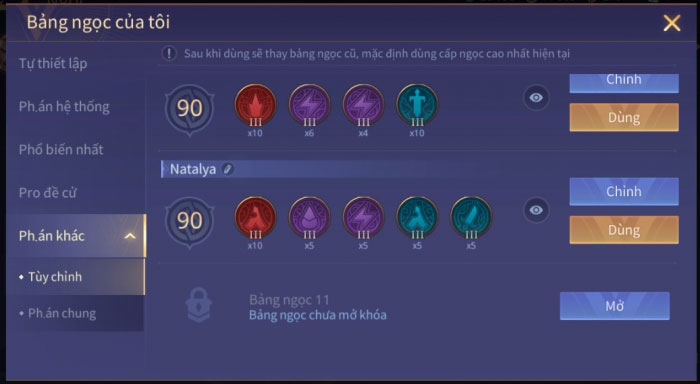 Bảng ngọc của tôi
Tự thiết lập
Ph.án hệ thống
Phổ biến nhất
Pro đề cử
Ph.án khác
Tùy chỉnh
Ph.án chung
Sau khi dùng sẽ thay bảng ngọc cũ, mặc định dùng cấp ngọc cao nhất hiện tại
90
III III III III
x10 x6 x4 x10
Chỉnh
Dùng
Natalya
90
III III III III III
x10 x5 x5 x5 x5
Chỉnh
Dùng
Bảng ngọc 11
Bảng ngọc chưa mở khóa
Mở